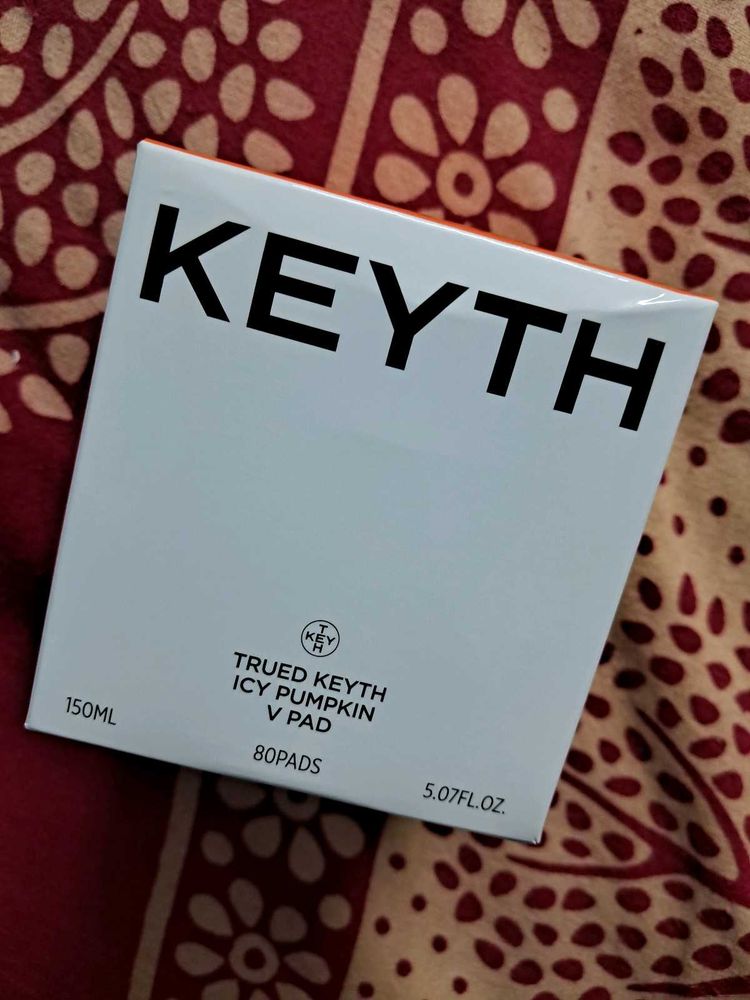 KEYTH
T
KEY
H
TRUED KEYTH
ICY PUMPKIN
V PAD
150ML
80PADS
5.07FL.OZ.